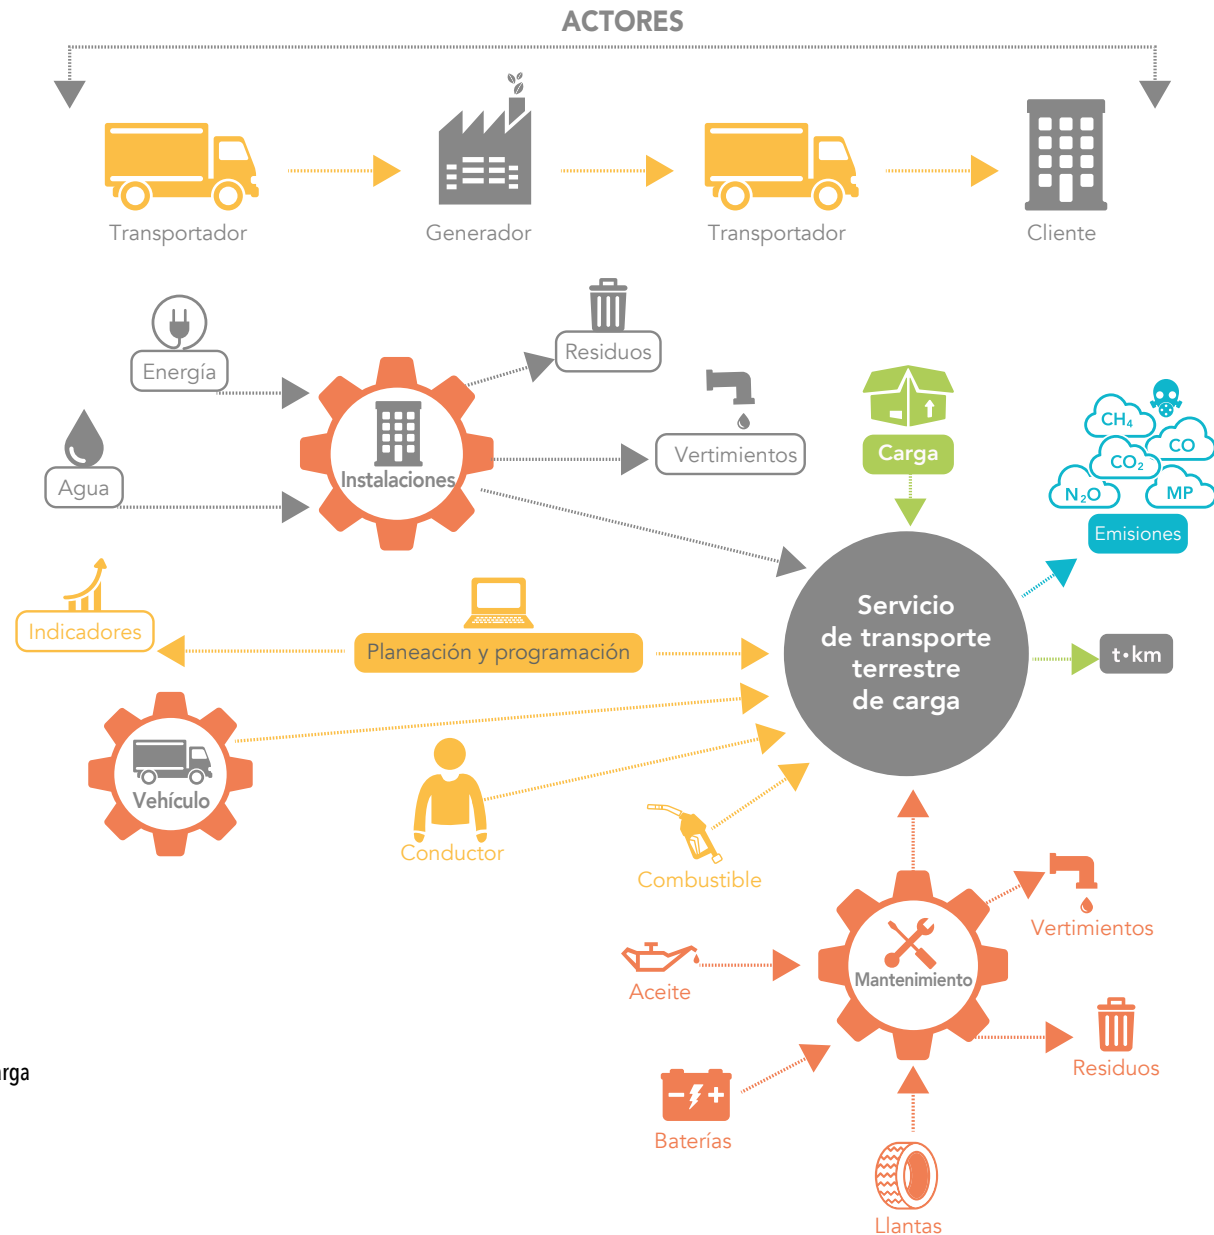 ACTORES
Transportador
Generador
Transportador
Cliente
Energía
Residuos
Agua
Instalaciones
Vertimientos
Carga
CH₄
CO
CO₂
N₂O
MP
Emisiones
Indicadores
Planeación y programación
Servicio
de transporte
terrestre
de carga
t•km
Vehículo
Conductor
Combustible
Vertimientos
Aceite
Mantenimiento
Residuos
Baterías
Llantas